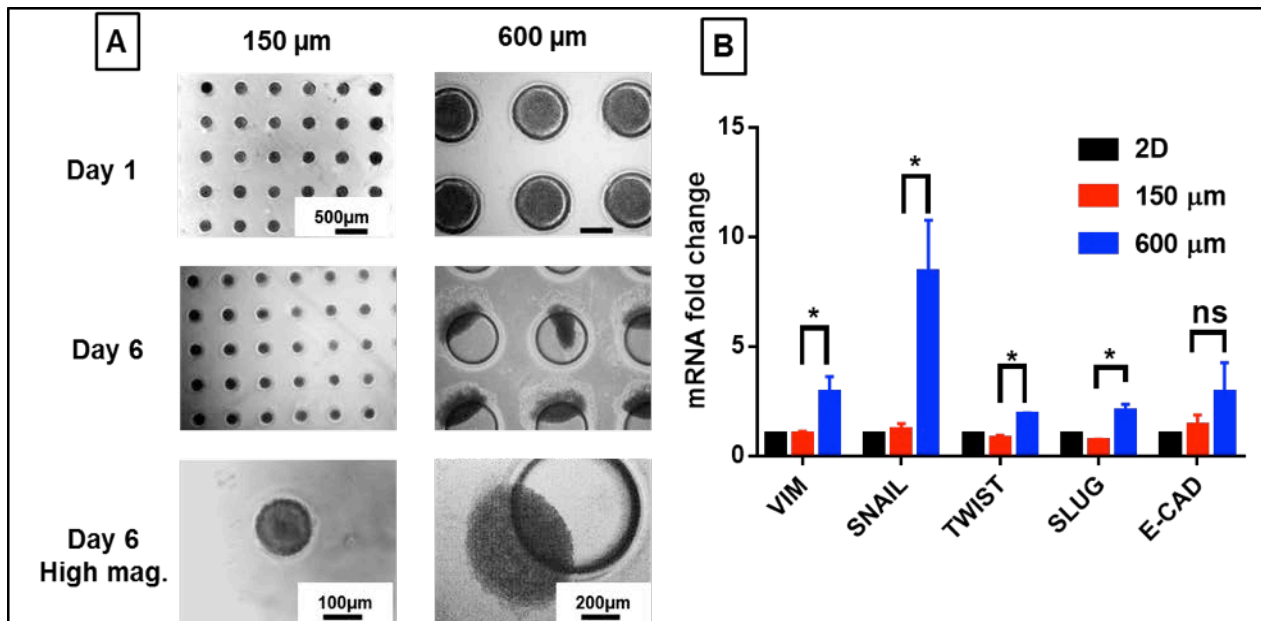 A
150 µm
600 µm
Day 1
500µm
Day 6
Day 6
High mag.
100µm
200µm
B
mRNA fold change
15
10
5
0
2D
150 µm
600 µm
*
*
*
*
ns
VIM
SNAIL
TWIST
SLUG
E-CAD